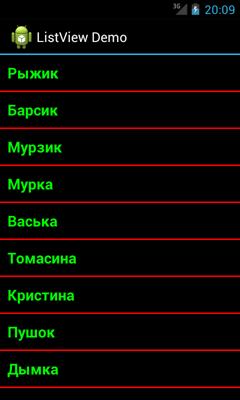 3G 20:09
ListView Demo
Рыжик
Барсик
Мурзик
Мурка
Васька
Томасина
Кристина
Пушок
Дымка